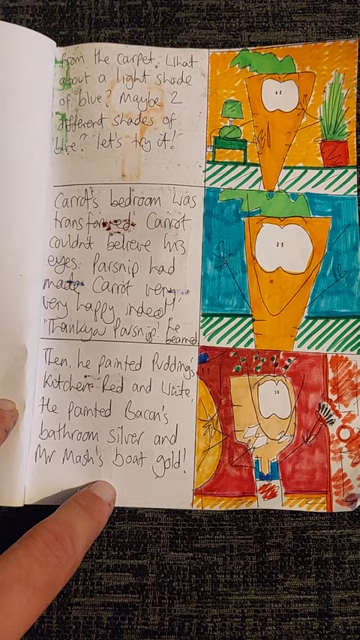 from the carpet. What
about a light shade
of blue? Maybe 2
different shades of
blue? let's try it!
Carrot's bedroom was
transformed. Carrot
couldn't believe his
eyes. Parsnip had
made Carrot very
very happy indeed!
'Thankyou Parsnip!' he
beamed
Then, he painted Pudding's
kitchen Red and White.
He painted Bacon's
bathroom silver and
Mr Mash's boat gold!